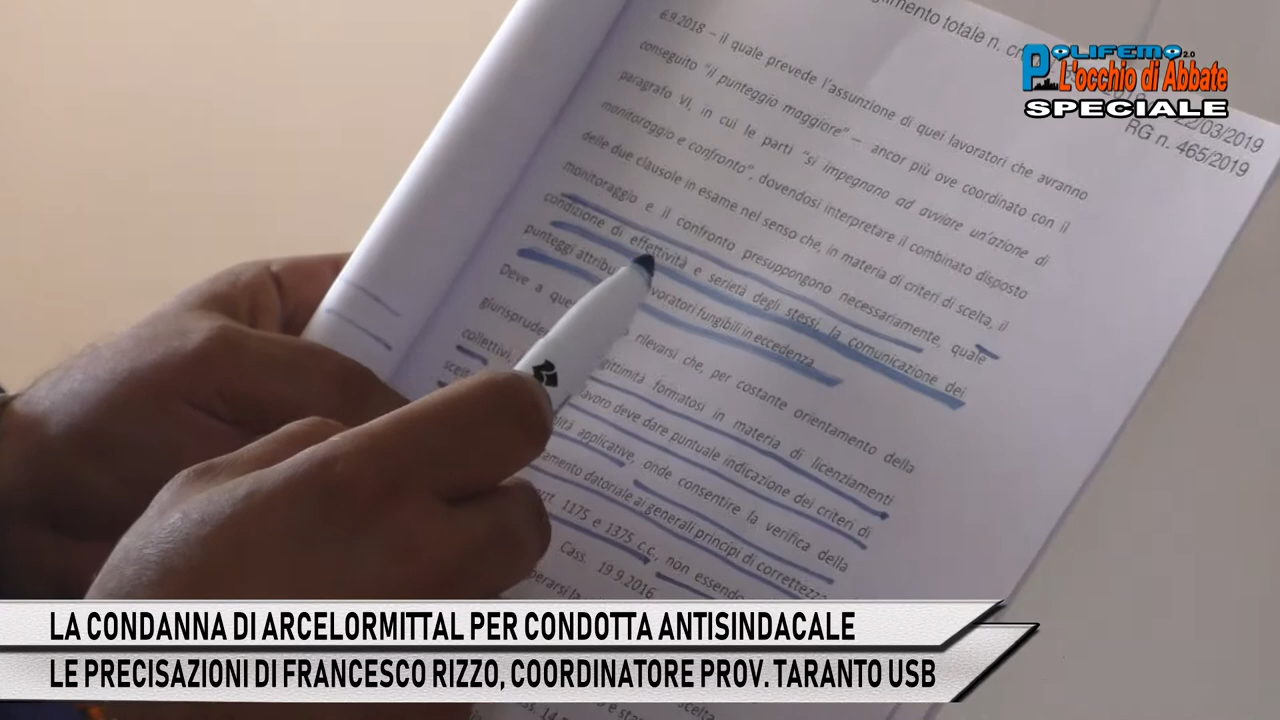 POLIFEMO 2.0
L'occhio di Abbate
SPECIALE
totale n.
22/03/2019
RG n. 465/2019
6.9.2018 – il quale prevede l'assunzione di quei lavoratori che avranno
conseguito "il punteggio maggiore" – ancor più ove coordinato con il
paragrafo VI, in cui le parti "si impegnano ad avviare un'azione di
monitoraggio e confronto", dovendosi interpretare il combinato disposto
delle due clausole in esame nel senso che, in materia di criteri di scelta, il
monitoraggio e il confronto presuppongono necessariamente, quale
condizione di effettività e serietà degli stessi, la comunicazione dei
punteggi fungibili in eccedenza.
Deve a rilevarsi che, per costante orientamento della
formatosi in materia di licenziamenti
collettivi, deve dare puntuale indicazione dei criteri di
applicative, onde consentire la verifica della
datoriale ai generali principi di correttezza
1175 e 1375 c.c., non essendo
Cass. 19.9.2016
LA CONDANNA DI ARCELORMITTAL PER CONDOTTA ANTISINDACALE
LE PRECISAZIONI DI FRANCESCO RIZZO, COORDINATORE PROV. TARANTO USB